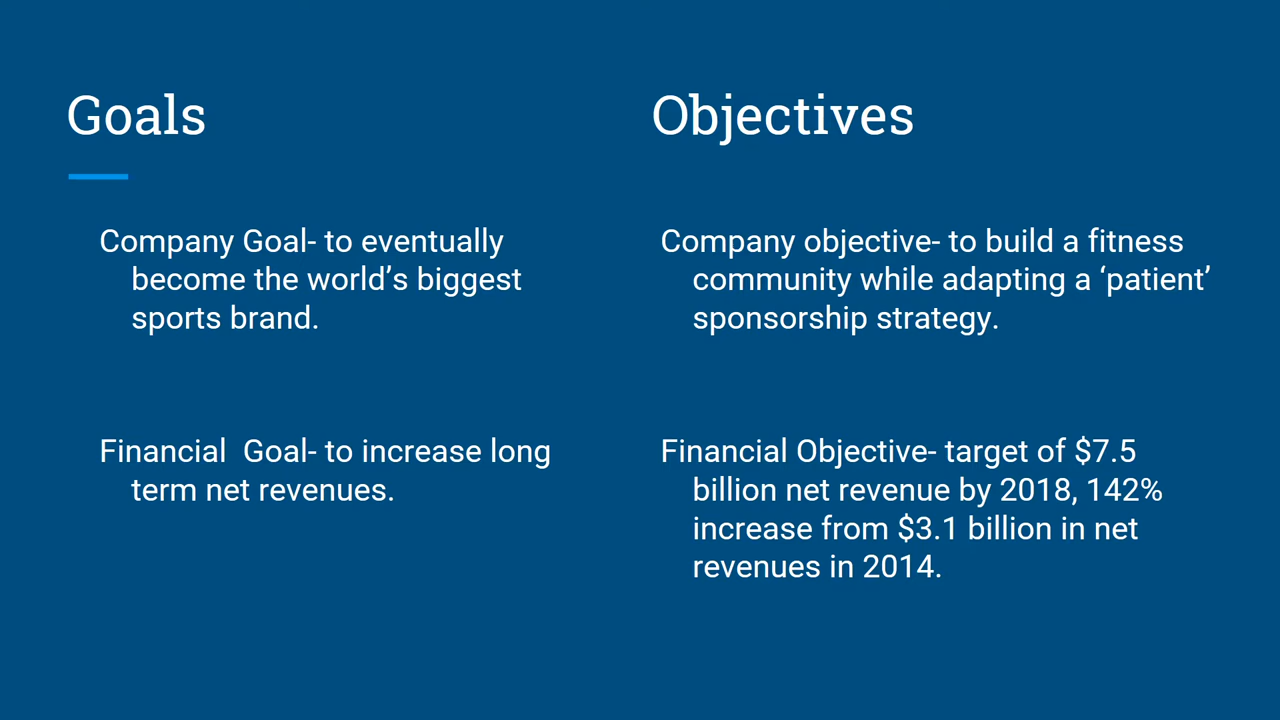 Goals
Company Goal- to eventually
become the world’s biggest
sports brand.
Financial  Goal- to increase long
term net revenues.
Objectives
Company objective- to build a fitness
community while adapting a ‘patient’
sponsorship strategy.
Financial Objective- target of $7.5
billion net revenue by 2018, 142%
increase from $3.1 billion in net
revenues in 2014.